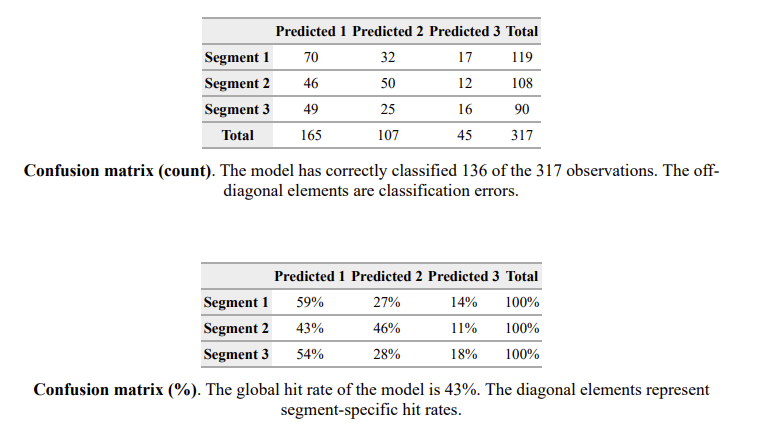 Predicted 1 Predicted 2 Predicted 3 Total
Segment 1 70 32 17 119
Segment 2 46 50 12 108
Segment 3 49 25 16 90
Total 165 107 45 317
Confusion matrix (count). The model has correctly classified 136 of the 317 observations. The off-
diagonal elements are classification errors.
Predicted 1 Predicted 2 Predicted 3 Total
Segment 1 59% 27% 14% 100%
Segment 2 43% 46% 11% 100%
Segment 3 54% 28% 18% 100%
Confusion matrix (%). The global hit rate of the model is 43%. The diagonal elements represent
segment-specific hit rates.